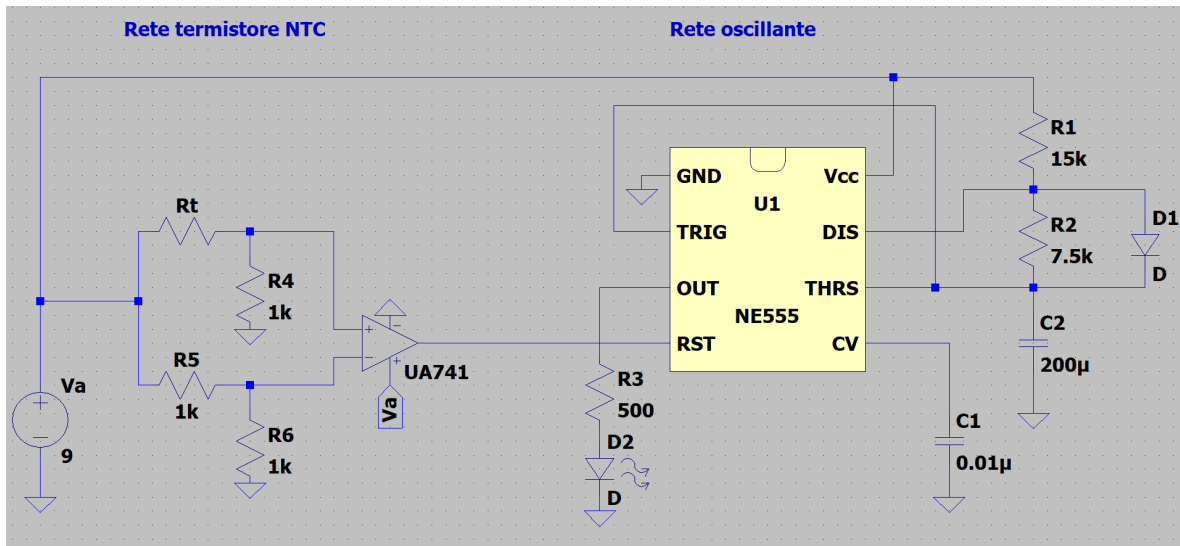 Rete termistore NTC
Rete oscillante
R1
15k
GND
Vcc
U1
Rt
TRIG
DIS
R2
7.5k
D1
D
R4
1k
OUT
THRS
NE555
RST
CV
C2
200µ
+
−
−
+
UA741
Va
R5
1k
Va
+
−
9
R6
1k
R3
500
D2
D
C1
0.01µ